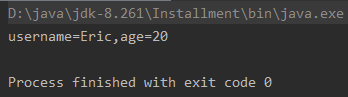 D:\java\jdk-8.261\Installment\bin\java.exe
username=Eric,age=20
Process finished with exit code 0